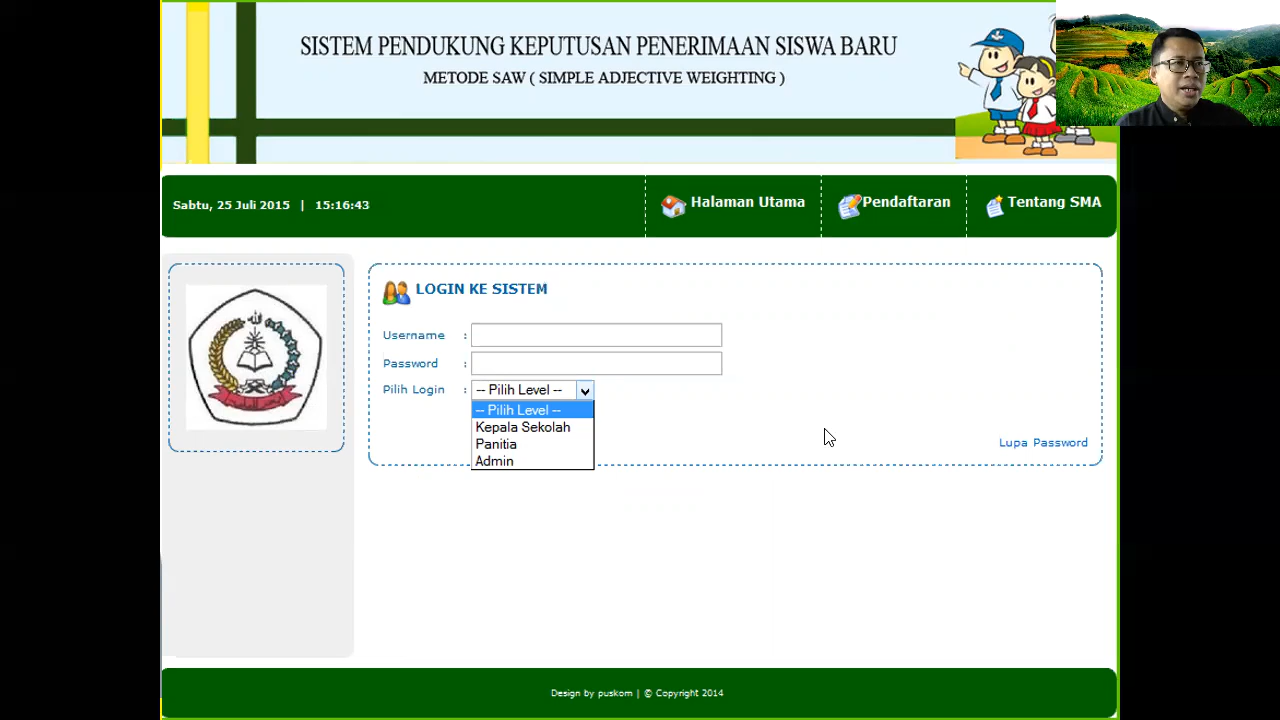 SISTEM PENDUKUNG KEPUTUSAN PENERIMAAN SISWA BARU
METODE SAW ( SIMPLE ADJECTIVE WEIGHTING )
Sabtu, 25 Juli 2015 | 15:16:43
Halaman Utama
Pendaftaran
Tentang SMA
LOGIN KE SISTEM
Username :
Password :
Pilih Login : -- Pilih Level --
-- Pilih Level --
Kepala Sekolah
Panitia
Admin
Lupa Password
Design by puskom | © Copyright 2014